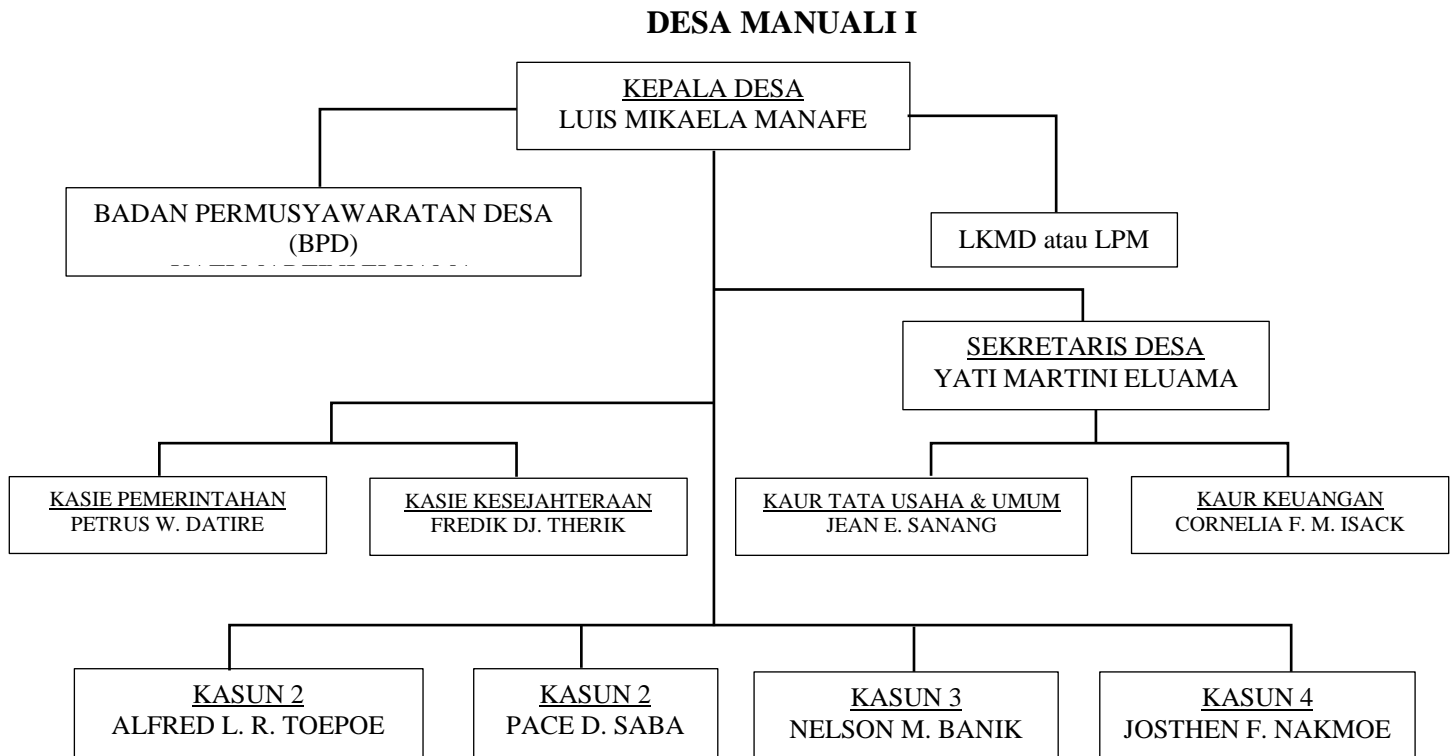 DESA MANUALI I
KEPALA DESA
LUIS MIKAELA MANAFE
BADAN PERMUSYAWARATAN DESA
(BPD)
LKMD atau LPM
SEKRETARIS DESA
YATI MARTINI ELUAMA
KASIE PEMERINTAHAN
PETRUS W. DATIRE
KASIE KESEJAHTERAAN
FREDIK DJ. THERIK
KAUR TATA USAHA & UMUM
JEAN E. SANANG
KAUR KEUANGAN
CORNELIA F. M. ISACK
KASUN 2
ALFRED L. R. TOEPOE
KASUN 2
PACE D. SABA
KASUN 3
NELSON M. BANIK
KASUN 4
JOSTHEN F. NAKMOE